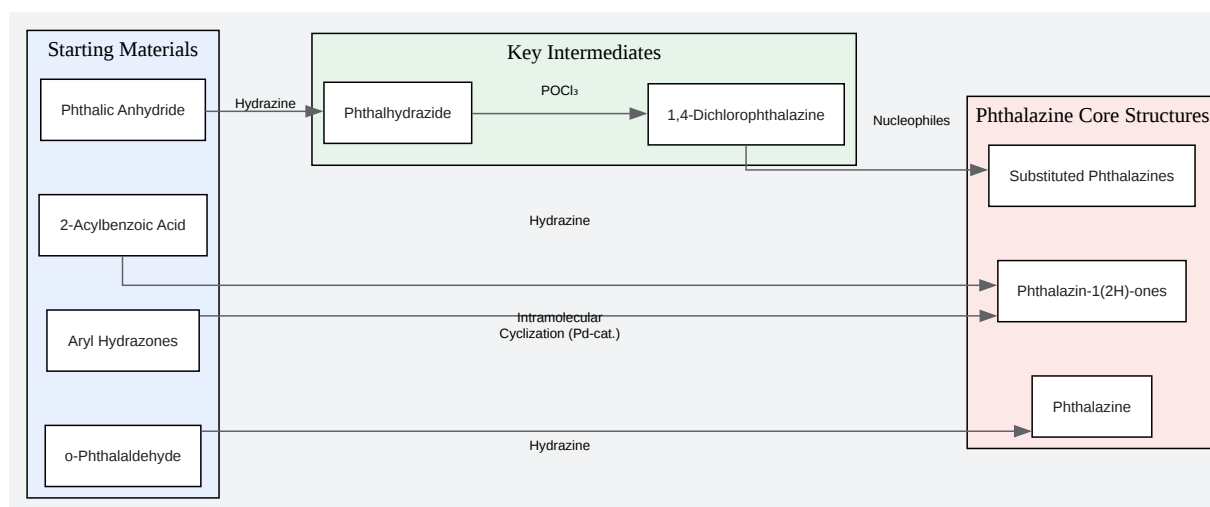 Starting Materials
Phthalic Anhydride
2-Acylbenzoic Acid
Aryl Hydrazones
o-Phthalaldehyde
Hydrazine
Key Intermediates
Phthalhydrazide
POCl₃
1,4-Dichlorophthalazine
Nucleophiles
Hydrazine
Intramolecular
Cyclization (Pd-cat.)
Hydrazine
Phthalazine Core Structures
Substituted Phthalazines
Phthalazin-1(2H)-ones
Phthalazine